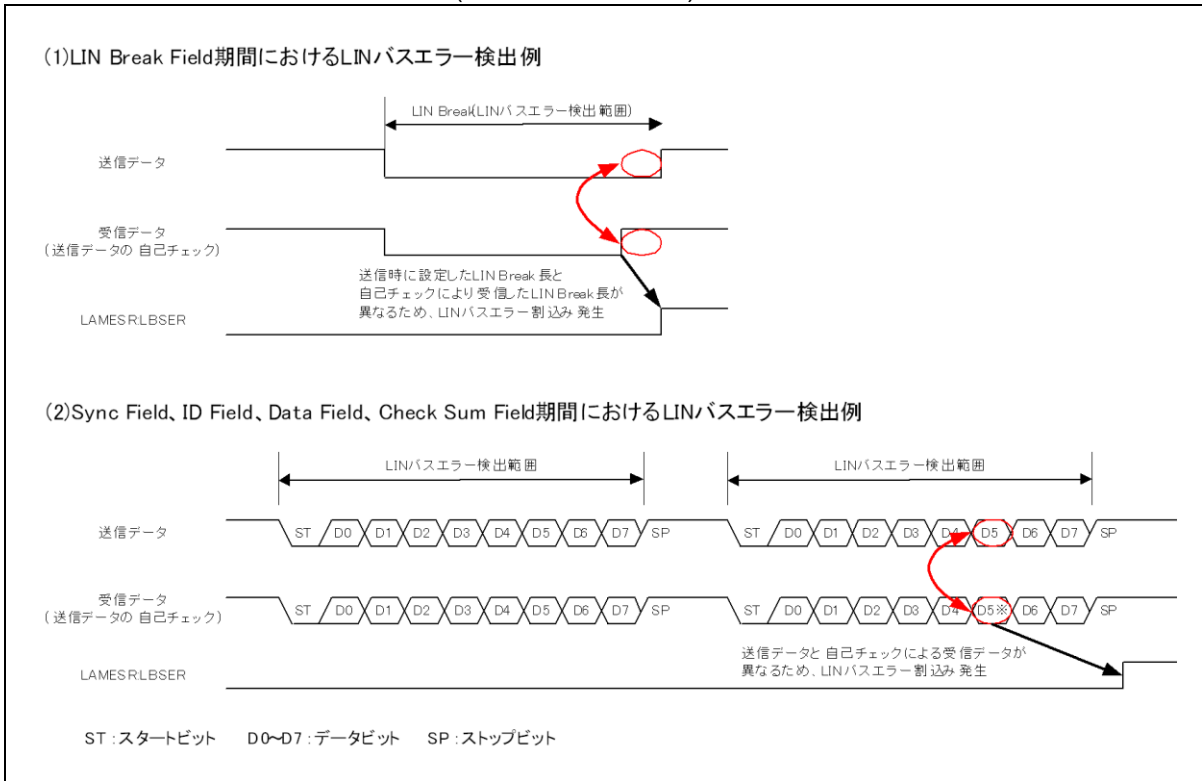 (1)LIN Break Field期間におけるLINバスエラー検出例
LIN Break(LINバスエラー検出範囲)
送信データ
受信データ
(送信データの自己チェック)
送信時に設定したLIN Break長と
自己チェックにより受信したLIN Break長が
異なるため、LINバスエラー割込み発生
LAMESR:LBSER
(2)Sync Field、ID Field、Data Field、Check Sum Field期間におけるLINバスエラー検出例
LINバスエラー検出範囲 LINバスエラー検出範囲
送信データ ST D0 D1 D2 D3 D4 D5 D6 D7 SP ST D0 D1 D2 D3 D4 D5 D6 D7 SP
受信データ
(送信データの自己チェック) ST D0 D1 D2 D3 D4 D5 D6 D7 SP ST D0 D1 D2 D3 D4 D5※ D6 D7 SP
送信データと自己チェックによる受信データが
異なるため、LINバスエラー割込み発生
LAMESR:LBSER
ST:スタートビット D0~D7:データビット SP:ストップビット